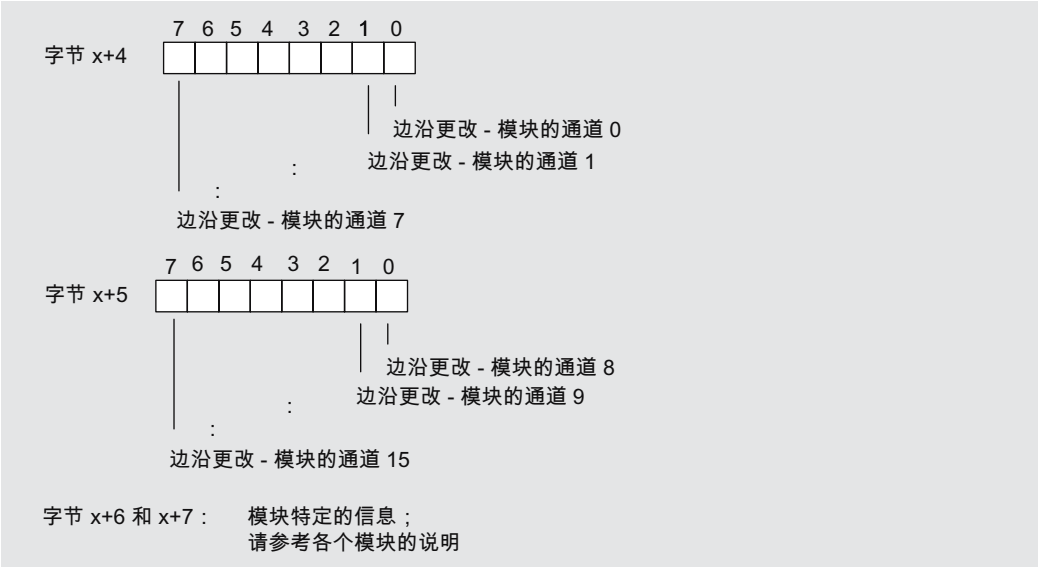 7 6 5 4 3 2 1 0
字节 x+4
边沿更改 - 模块的通道 0
边沿更改 - 模块的通道 1
:
:
边沿更改 - 模块的通道 7
7 6 5 4 3 2 1 0
字节 x+5
边沿更改 - 模块的通道 8
边沿更改 - 模块的通道 9
:
:
边沿更改 - 模块的通道 15
字节 x+6 和 x+7： 模块特定的信息；
请参考各个模块的说明